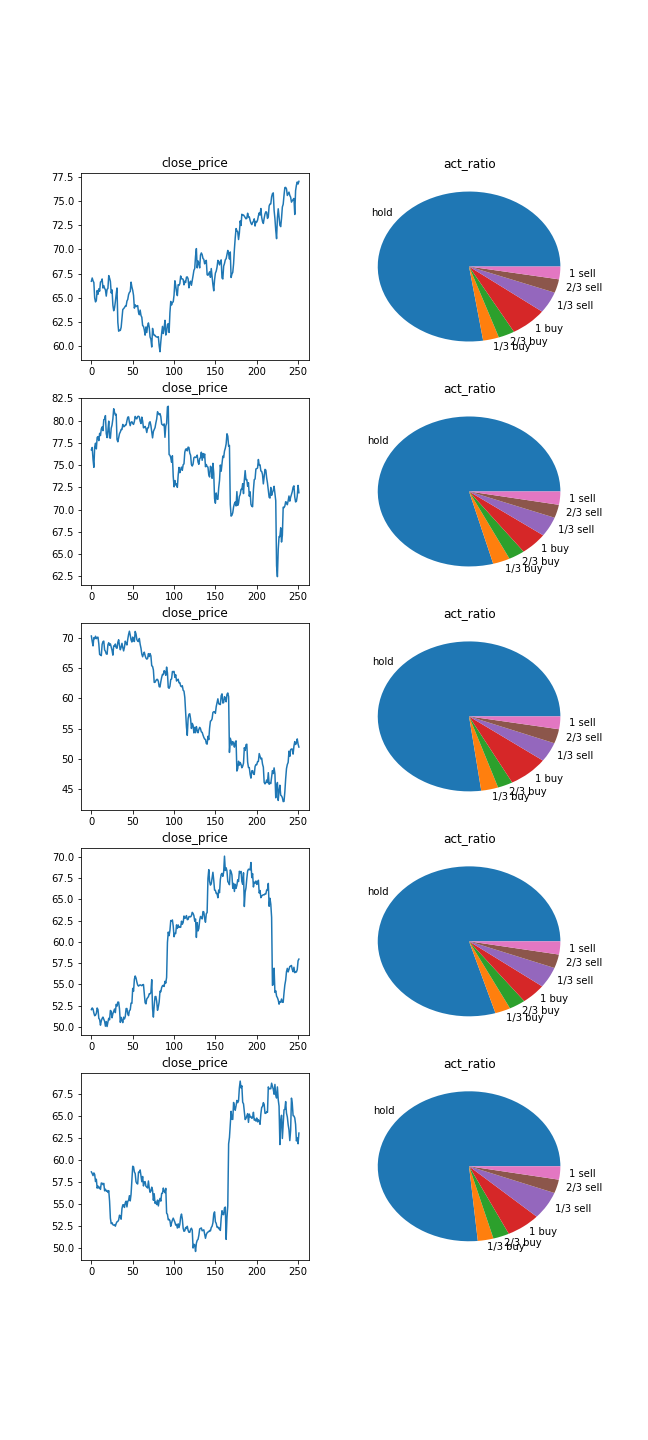 close_price
act_ratio
77.5
75.0
72.5
70.0
67.5
65.0
62.5
60.0
0 50 100 150 200 250
hold
1 sell
2/3 sell
1/3 sell
1 buy
2/3 buy
1/3 buy
close_price
act_ratio
82.5
80.0
77.5
75.0
72.5
70.0
67.5
65.0
62.5
0 50 100 150 200 250
hold
1 sell
2/3 sell
1/3 sell
1 buy
2/3 buy
1/3 buy
close_price
act_ratio
70
65
60
55
50
45
0 50 100 150 200 250
hold
1 sell
2/3 sell
1/3 sell
1 buy
2/3 buy
1/3 buy
close_price
act_ratio
70.0
67.5
65.0
62.5
60.0
57.5
55.0
52.5
50.0
0 50 100 150 200 250
hold
1 sell
2/3 sell
1/3 sell
1 buy
2/3 buy
1/3 buy
close_price
act_ratio
67.5
65.0
62.5
60.0
57.5
55.0
52.5
50.0
0 50 100 150 200 250
hold
1 sell
2/3 sell
1/3 sell
1 buy
2/3 buy
1/3 buy